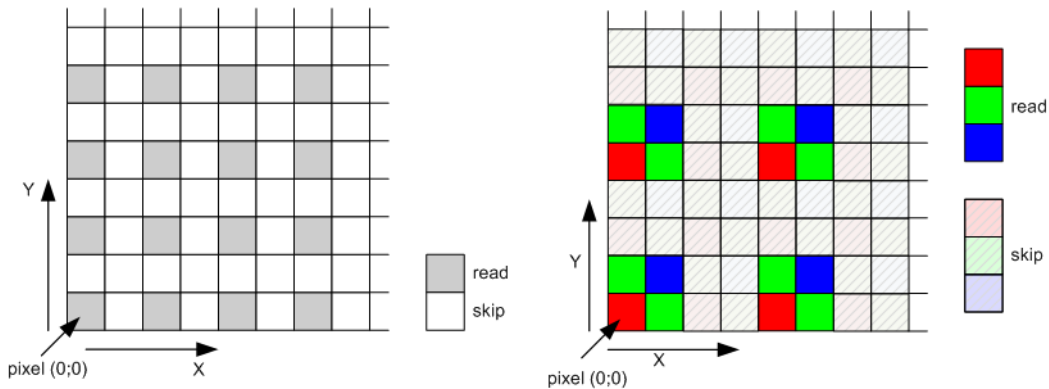 Y
read
skip
pixel (0;0)
X
read
skip
Y
X
pixel (0;0)